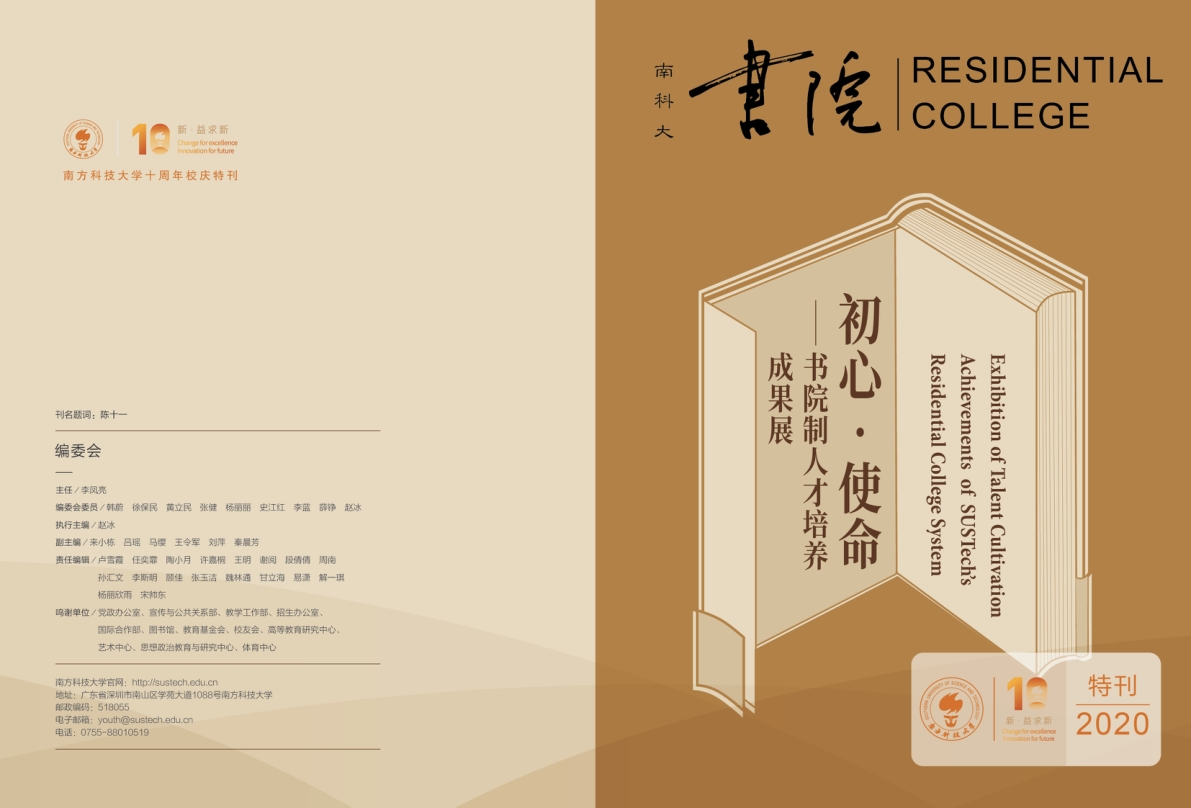 新·益求新
Change for excellence
Innovation for future
南方科技大学十周年校庆特刊
刊名题词：陈十一
编委会
主任／李凤亮
编委会委员／韩蔚 徐保民 黄立民 张健 杨丽丽 史江红 李蓝 薛铮 赵冰
执行主编／赵冰
副主编／来小栋 吕瑶 马璎 王令军 刘萍 秦晨芳
责任编辑／卢雪霞 任奕霏 陶小月 许嘉桐 王明 谢阅 段倩倩 周南
孙汇文 李斯明 顾佳 张玉洁 魏林通 甘立海 易潇 解一琪
杨丽欣雨 宋帅东
鸣谢单位／党政办公室、宣传与公共关系部、教学工作部、招生办公室、
国际合作部、图书馆、教育基金会、校友会、高等教育研究中心、
艺术中心、思想政治教育与研究中心、体育中心
南方科技大学官网：http://sustech.edu.cn
地址：广东省深圳市南山区学苑大道1088号南方科技大学
邮政编码：518055
电子邮箱：youth@sustech.edu.cn
电话：0755-88010519
南科大
書院
RESIDENTIAL
COLLEGE
初心·使命
——书院制人才培养
成果展
Exhibition of Talent Cultivation
Achievements of SUSTech's
Residential College System
新·益求新
Change for excellence
Innovation for future
特刊
2020